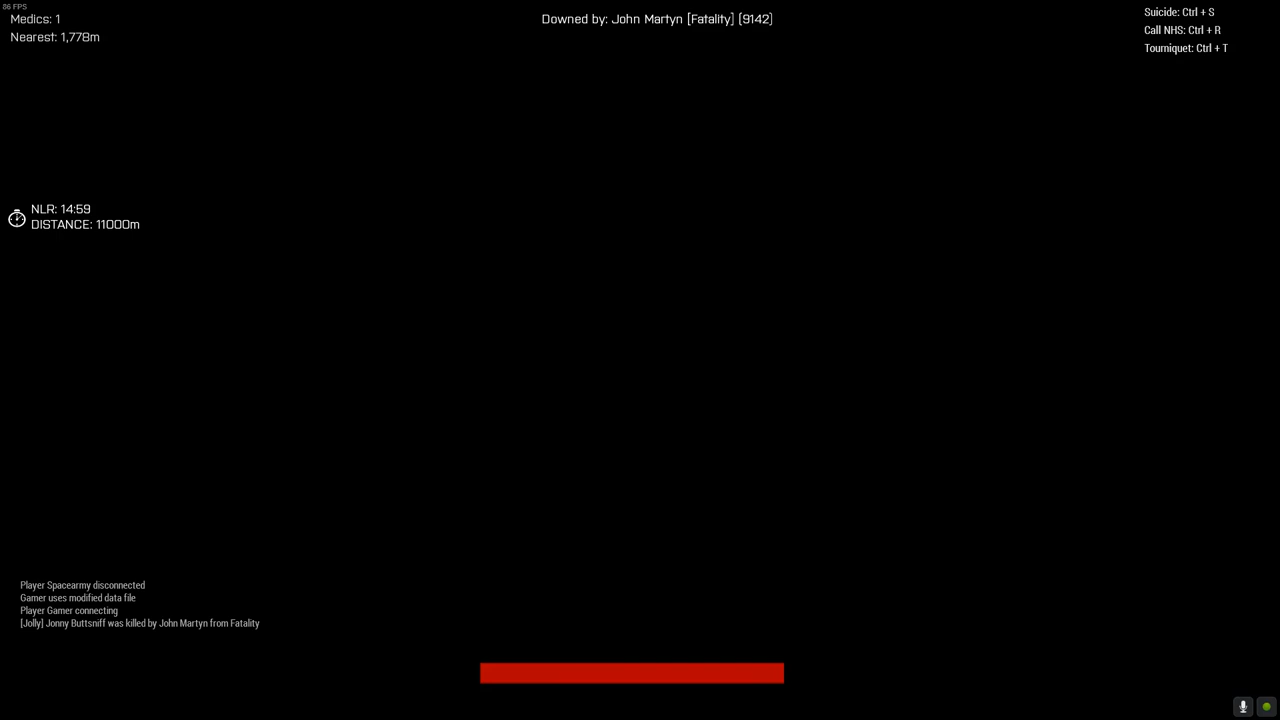 86 FPS
Medics: 1
Nearest: 1,778m
Downed by: John Martyn [Fatality] (9142)
Suicide: Ctrl + S
Call NHS: Ctrl + R
Tourniquet: Ctrl + T
NLR: 14:59
DISTANCE: 11000m
Player Spacearmy disconnected
Gamer uses modified data file
Player Gamer connecting
[Jolly] Jonny Buttsniff was killed by John Martyn from Fatality